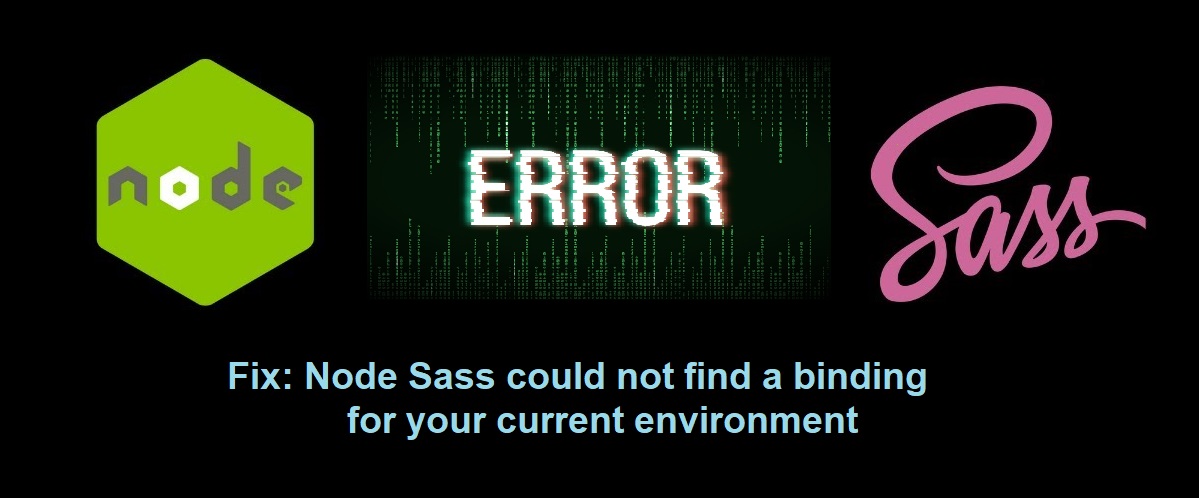 node
ERROR
Sass
Fix: Node Sass could not find a binding
for your current environment